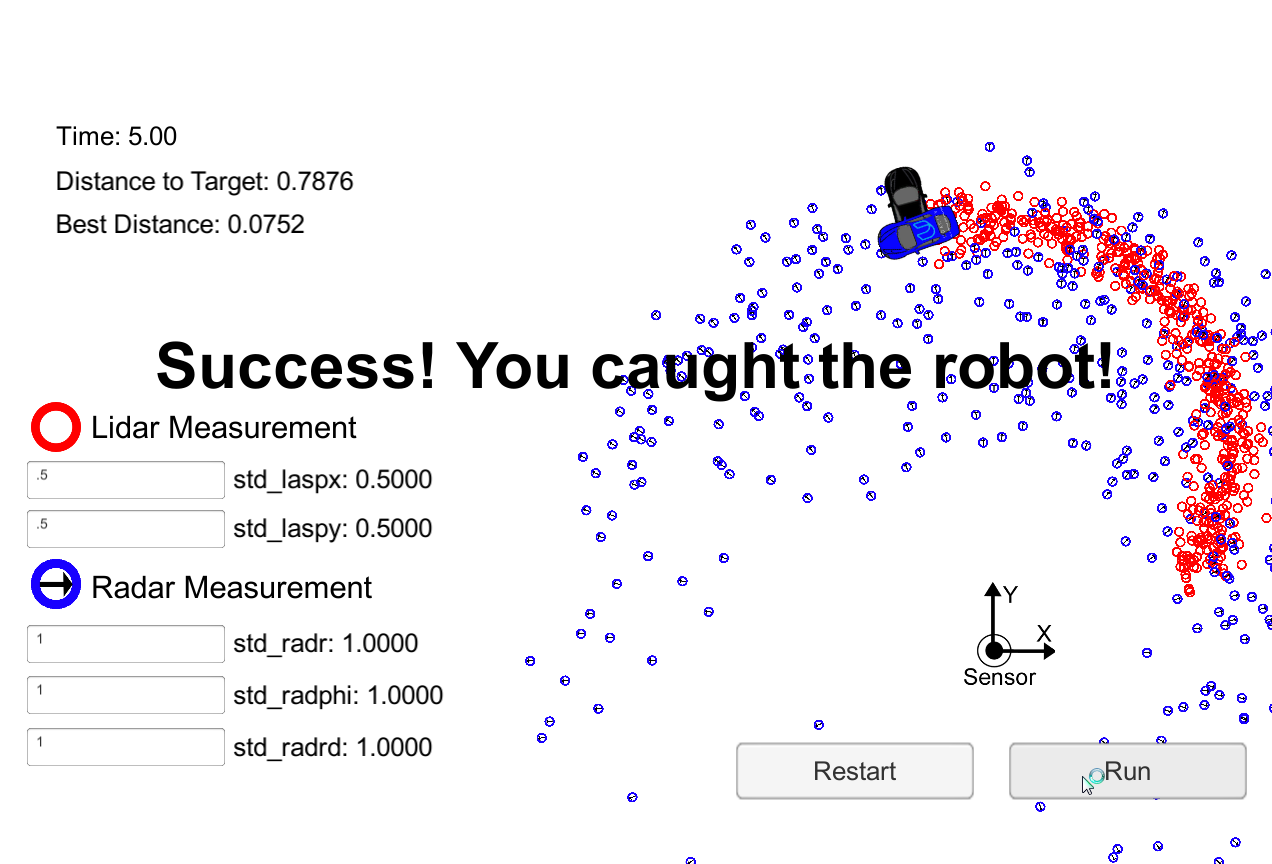 Time: 5.00
Distance to Target: 0.7876
Best Distance: 0.0752
Success! You caught the robot!
Lidar Measurement
.5
std_laspx: 0.5000
.5
std_laspy: 0.5000
Radar Measurement
1
std_radr: 1.0000
1
std_radphi: 1.0000
1
std_radrd: 1.0000
Y
X
Sensor
Restart
Run